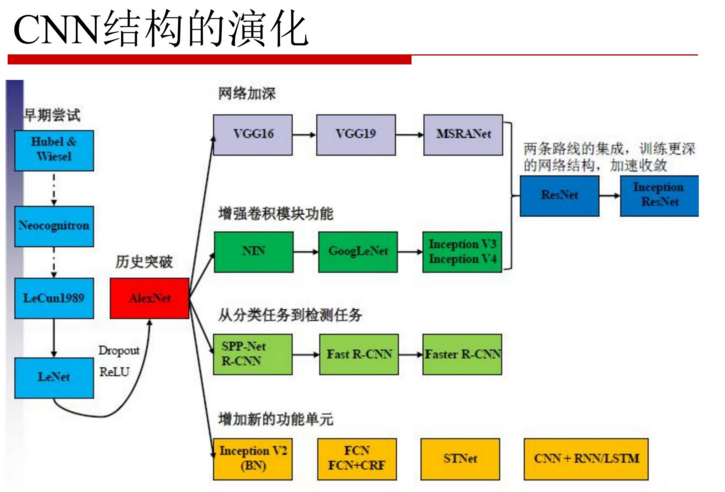 CNN结构的演化
早期尝试
Hubel &
Wiesel
Neocognitron
LeCun1989
LeNet
Dropout
ReLU
历史突破
AlexNet
网络加深
VGG16
VGG19
MSRANet
两条路线的集成，训练更深
的网络结构，加速收敛
ResNet
Inception
ResNet
增强卷积模块功能
NIN
GoogLeNet
Inception V3
Inception V4
从分类任务到检测任务
SPP-Net
R-CNN
Fast R-CNN
Faster R-CNN
增加新的功能单元
Inception V2
(BN)
FCN
FCN+CRF
STNet
CNN + RNN/LSTM